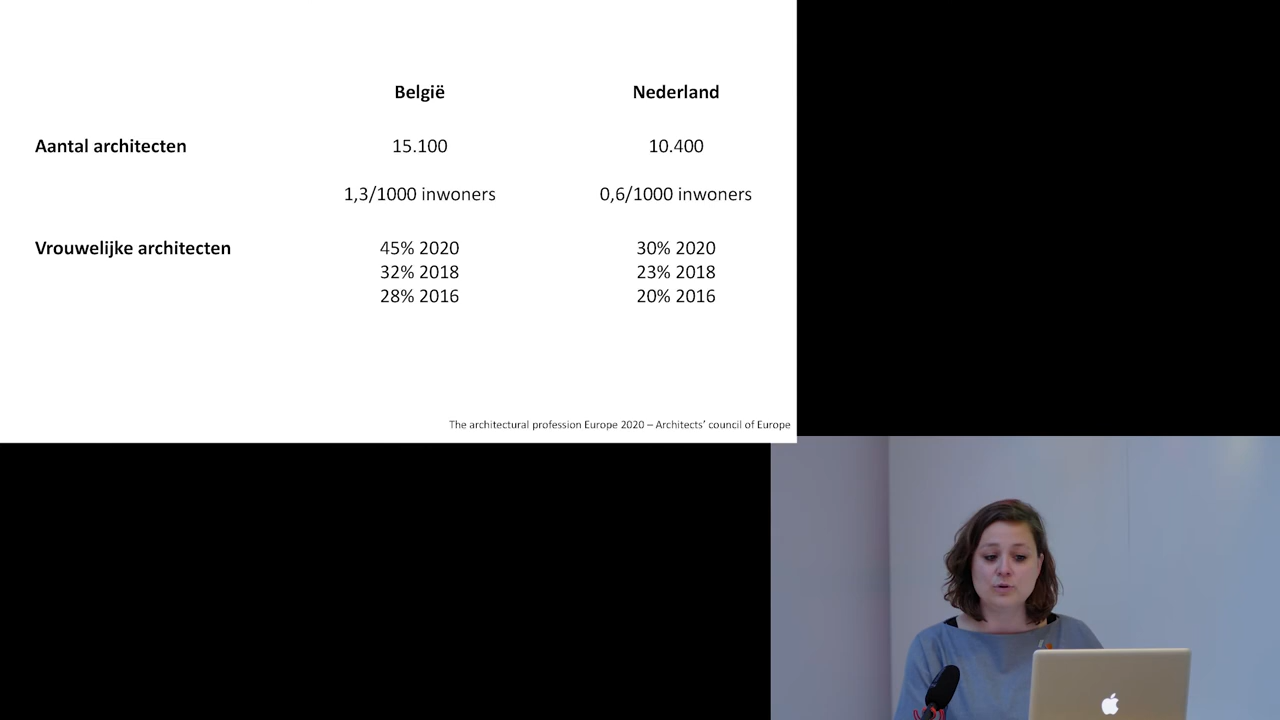 België Nederland
Aantal architecten 15.100 10.400
1,3/1000 inwoners 0,6/1000 inwoners
Vrouwelijke architecten 45% 2020 30% 2020
32% 2018 23% 2018
28% 2016 20% 2016
The architectural profession Europe 2020 – Architects' council of Europe